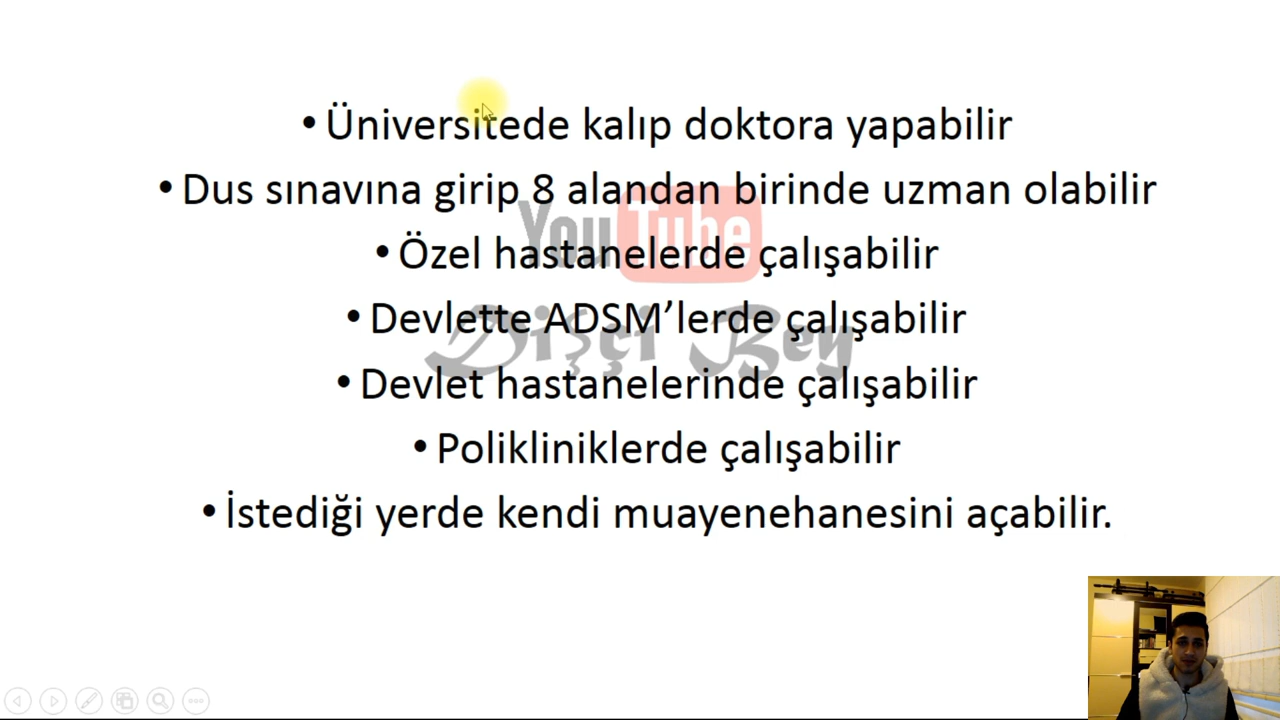 • Üniversitede kalıp doktora yapabilir
• Dus sınavına girip 8 alandan birinde uzman olabilir
YouTube
• Özel hastanelerde çalışabilir
• Devlette ADSM’lerde çalışabilir
Dişçi Bey
• Devlet hastanelerinde çalışabilir
• Polikliniklerde çalışabilir
• İstediği yerde kendi muayenehanesini açabilir.